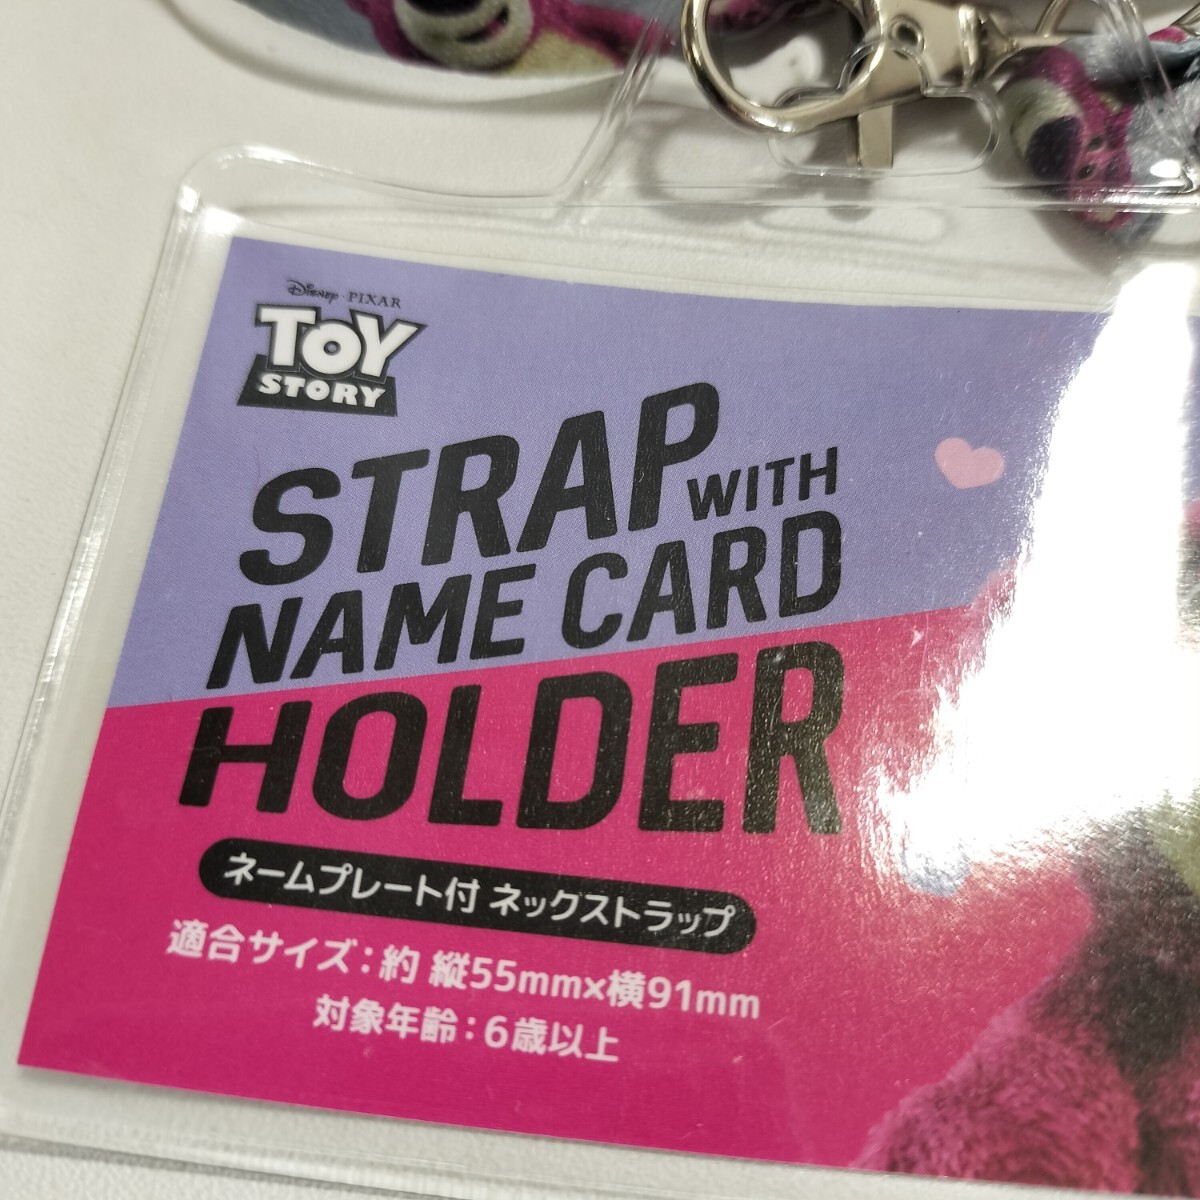 Disney · PIXAR
TOY
STORY
STRAP WITH
NAME CARD
HOLDER
ネームプレート付 ネックストラップ
適合サイズ：約 縦55mm×横91mm
対象年齢：6歳以上